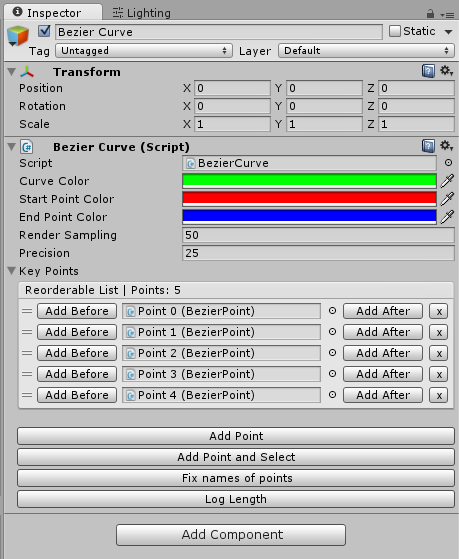 Inspector Lighting
Bezier Curve Static
Tag Untagged Layer Default
Transform
Position X 0 Y 0 Z 0
Rotation X 0 Y 0 Z 0
Scale X 1 Y 1 Z 1
Bezier Curve (Script)
Script BezierCurve
Curve Color
Start Point Color
End Point Color
Render Sampling 50
Precision 25
Key Points
Reorderable List | Points: 5
Add Before Point 0 (BezierPoint) Add After x
Add Before Point 1 (BezierPoint) Add After x
Add Before Point 2 (BezierPoint) Add After x
Add Before Point 3 (BezierPoint) Add After x
Add Before Point 4 (BezierPoint) Add After x
Add Point
Add Point and Select
Fix names of points
Log Length
Add Component